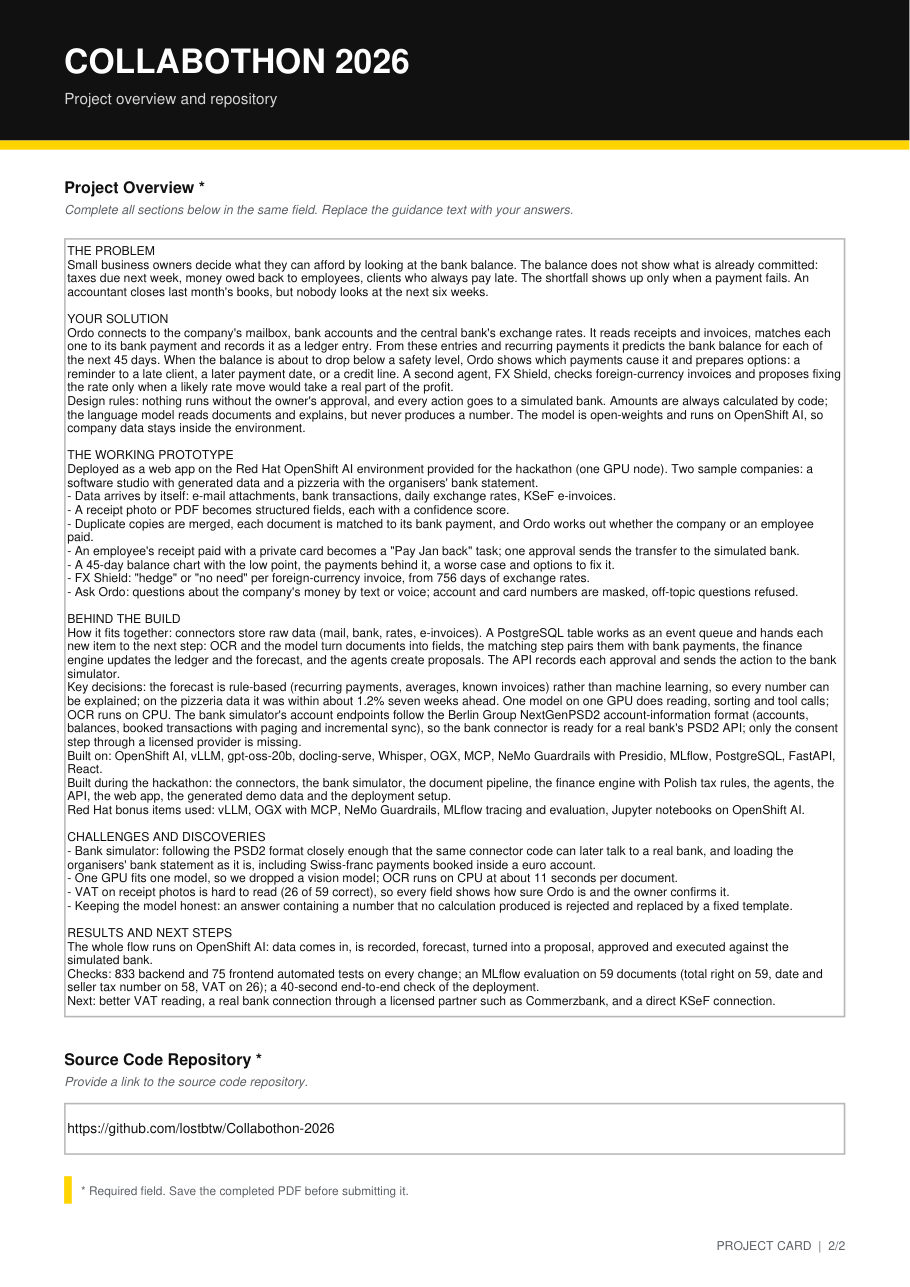 COLLABOTHON 2026
Project overview and repository
Project Overview *
Complete all sections below in the same field. Replace the guidance text with your answers.
THE PROBLEM
Small business owners decide what they can afford by looking at the bank balance. The balance does not show what is already committed:
taxes due next week, money owed back to employees, clients who always pay late. The shortfall shows up only when a payment fails. An
accountant closes last month's books, but nobody looks at the next six weeks.
YOUR SOLUTION
Ordo connects to the company's mailbox, bank accounts and the central bank's exchange rates. It reads receipts and invoices, matches each
one to its bank payment and records it as a ledger entry. From these entries and recurring payments it predicts the bank balance for each of
the next 45 days. When the balance is about to drop below a safety level, Ordo shows which payments cause it and prepares options: a
reminder to a late client, a later payment date, or a credit line. A second agent, FX Shield, checks foreign-currency invoices and proposes fixing
the rate only when a likely rate move would take a real part of the profit.
Design rules: nothing runs without the owner's approval, and every action goes to a simulated bank. Amounts are always calculated by code;
the language model reads documents and explains, but never produces a number. The model is open-weights and runs on OpenShift AI, so
company data stays inside the environment.
THE WORKING PROTOTYPE
Deployed as a web app on the Red Hat OpenShift AI environment provided for the hackathon (one GPU node). Two sample companies: a
software studio with generated data and a pizzeria with the organisers' bank statement.
- Data arrives by itself: e-mail attachments, bank transactions, daily exchange rates, KSeF e-invoices.
- A receipt photo or PDF becomes structured fields, each with a confidence score.
- Duplicate copies are merged, each document is matched to its bank payment, and Ordo works out whether the company or an employee
paid.
- An employee's receipt paid with a private card becomes a "Pay Jan back" task; one approval sends the transfer to the simulated bank.
- A 45-day balance chart with the low point, the payments behind it, a worse case and options to fix it.
- FX Shield: "hedge" or "no need" per foreign-currency invoice, from 756 days of exchange rates.
- Ask Ordo: questions about the company's money by text or voice; account and card numbers are masked, off-topic questions refused.
BEHIND THE BUILD
How it fits together: connectors store raw data (mail, bank, rates, e-invoices). A PostgreSQL table works as an event queue and hands each
new item to the next step: OCR and the model turn documents into fields, the matching step pairs them with bank payments, the finance
engine updates the ledger and the forecast, and the agents create proposals. The API records each approval and sends the action to the bank
simulator.
Key decisions: the forecast is rule-based (recurring payments, averages, known invoices) rather than machine learning, so every number can
be explained; on the pizzeria data it was within about 1.2% seven weeks ahead. One model on one GPU does reading, sorting and tool calls;
OCR runs on CPU. The bank simulator's account endpoints follow the Berlin Group NextGenPSD2 account-information format (accounts,
balances, booked transactions with paging and incremental sync), so the bank connector is ready for a real bank's PSD2 API; only the consent
step through a licensed provider is missing.
Built on: OpenShift AI, vLLM, gpt-oss-20b, docling-serve, Whisper, OGX, MCP, NeMo Guardrails with Presidio, MLflow, PostgreSQL, FastAPI,
React.
Built during the hackathon: the connectors, the bank simulator, the document pipeline, the finance engine with Polish tax rules, the agents, the
API, the web app, the generated demo data and the deployment setup.
Red Hat bonus items used: vLLM, OGX with MCP, NeMo Guardrails, MLflow tracing and evaluation, Jupyter notebooks on OpenShift AI.
CHALLENGES AND DISCOVERIES
- Bank simulator: following the PSD2 format closely enough that the same connector code can later talk to a real bank, and loading the
organisers' bank statement as it is, including Swiss-franc payments booked inside a euro account.
- One GPU fits one model, so we dropped a vision model; OCR runs on CPU at about 11 seconds per document.
- VAT on receipt photos is hard to read (26 of 59 correct), so every field shows how sure Ordo is and the owner confirms it.
- Keeping the model honest: an answer containing a number that no calculation produced is rejected and replaced by a fixed template.
RESULTS AND NEXT STEPS
The whole flow runs on OpenShift AI: data comes in, is recorded, forecast, turned into a proposal, approved and executed against the
simulated bank.
Checks: 833 backend and 75 frontend automated tests on every change; an MLflow evaluation on 59 documents (total right on 59, date and
seller tax number on 58, VAT on 26); a 40-second end-to-end check of the deployment.
Next: better VAT reading, a real bank connection through a licensed partner such as Commerzbank, and a direct KSeF connection.
Source Code Repository *
Provide a link to the source code repository.
https://github.com/lostbtw/Collabothon-2026
* Required field. Save the completed PDF before submitting it.
PROJECT CARD | 2/2